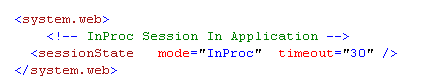 <system.web>
<!-- InProc Session In Application -->
<sessionState mode="InProc" timeout="30" />
</system.web>